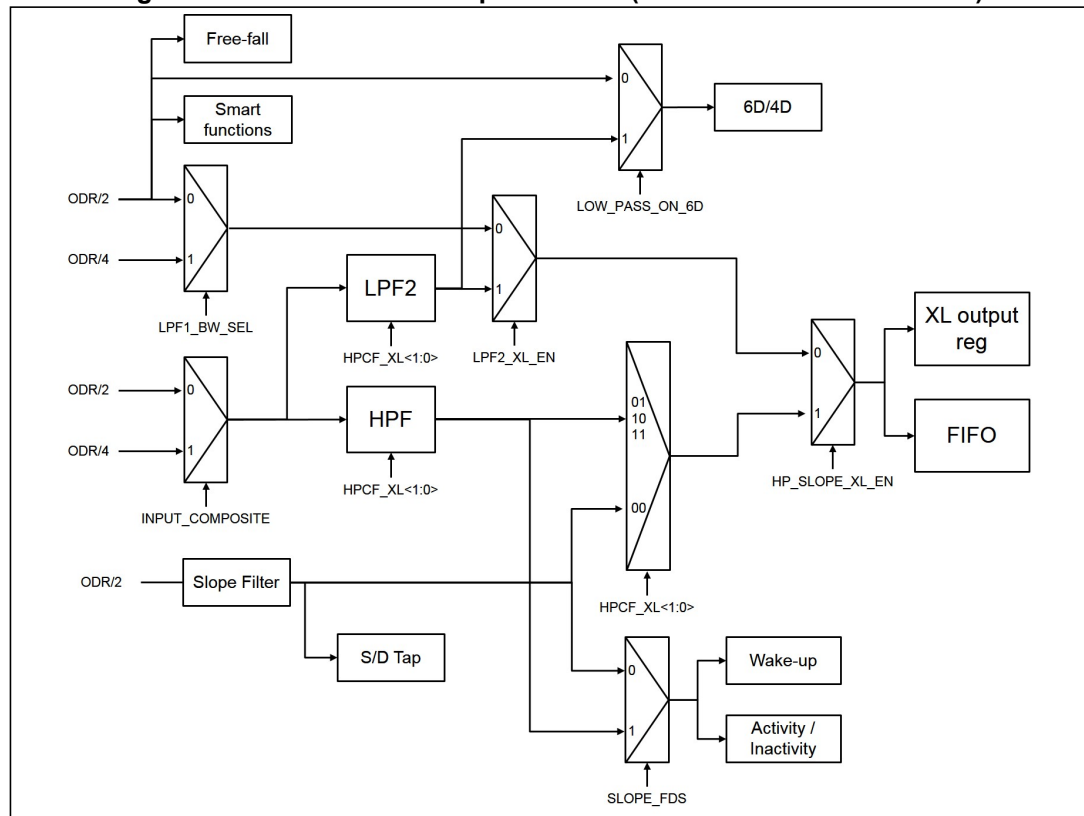 Free-fall
0
6D/4D
1
Smart
functions
LOW_PASS_ON_6D
ODR/2
0
ODR/4
1
LPF1_BW_SEL
0
1
LPF2_XL_EN
LPF2
HPCF_XL<1:0>
XL output
reg
0
1
FIFO
HP_SLOPE_XL_EN
ODR/2
0
ODR/4
1
INPUT_COMPOSITE
HPF
HPCF_XL<1:0>
01
10
11
00
HPCF_XL<1:0>
ODR/2
Slope Filter
S/D Tap
0
1
SLOPE_FDS
Wake-up
Activity /
Inactivity